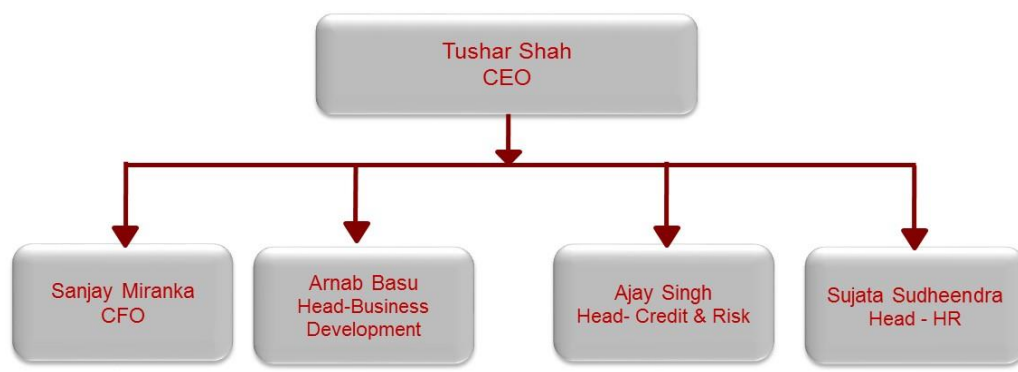 Tushar Shah
CEO
Sanjay Miranka
CFO
Arnab Basu
Head-Business
Development
Ajay Singh
Head- Credit & Risk
Sujata Sudheendra
Head - HR